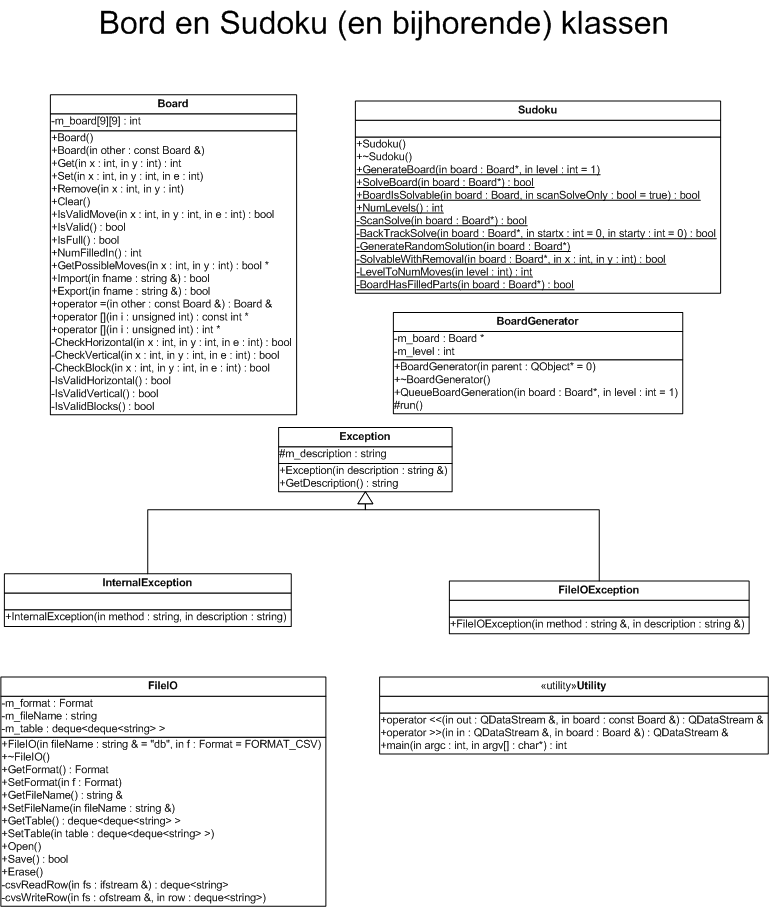 Bord en Sudoku (en bijhorende) klassen
Board
-m_board[9][9] : int
+Board()
+Board(in other : const Board &)
+Get(in x : int, in y : int) : int
+Set(in x : int, in y : int, in e : int)
+Remove(in x : int, in y : int)
+Clear()
+IsValidMove(in x : int, in y : int, in e : int) : bool
+IsValid() : bool
+IsFull() : bool
+NumFilledIn() : int
+GetPossibleMoves(in x : int, in y : int) : bool *
+Import(in fname : string &) : bool
+Export(in fname : string &) : bool
+operator =(in other : const Board &) : Board &
+operator [](in i : unsigned int) : const int *
+operator [](in i : unsigned int) : int *
-CheckHorizontal(in x : int, in y : int, in e : int) : bool
-CheckVertical(in x : int, in y : int, in e : int) : bool
-CheckBlock(in x : int, in y : int, in e : int) : bool
-IsValidHorizontal() : bool
-IsValidVertical() : bool
-IsValidBlocks() : bool
Sudoku
+Sudoku()
+~Sudoku()
+GenerateBoard(in board : Board*, in level : int = 1)
+SolveBoard(in board : Board*) : bool
+BoardIsSolvable(in board : Board, in scanSolveOnly : bool = true) : bool
+NumLevels() : int
-ScanSolve(in board : Board*) : bool
-BackTrackSolve(in board : Board*, in startx : int = 0, in starty : int = 0) : bool
-GenerateRandomSolution(in board : Board*)
-SolvableWithRemoval(in board : Board*, in x : int, in y : int) : bool
-LevelToNumMoves(in level : int) : int
-BoardHasFilledParts(in board : Board*) : bool
BoardGenerator
-m_board : Board *
-m_level : int
+BoardGenerator(in parent : QObject* = 0)
+~BoardGenerator()
+QueueBoardGeneration(in board : Board*, in level : int = 1)
#run()
Exception
#m_description : string
+Exception(in description : string &)
+GetDescription() : string
InternalException
+InternalException(in method : string, in description : string)
FileIOException
+FileIOException(in method : string &, in description : string &)
FileIO
-m_format : Format
-m_fileName : string
-m_table : deque<deque<string> >
+FileIO(in fileName : string & = "db", in f : Format = FORMAT_CSV)
+~FileIO()
+GetFormat() : Format
+SetFormat(in f : Format)
+GetFileName() : string &
+SetFileName(in fileName : string &)
+GetTable() : deque<deque<string> >
+SetTable(in table : deque<deque<string> >)
+Open()
+Save() : bool
+Erase()
-csvReadRow(in fs : ifstream &) : deque<string>
-cvsWriteRow(in fs : ofstream &, in row : deque<string>)
«utility»Utility
+operator <<(in out : QDataStream &, in board : const Board &) : QDataStream &
+operator >>(in in : QDataStream &, in board : Board &) : QDataStream &
+main(in argc : int, in argv[] : char*) : int